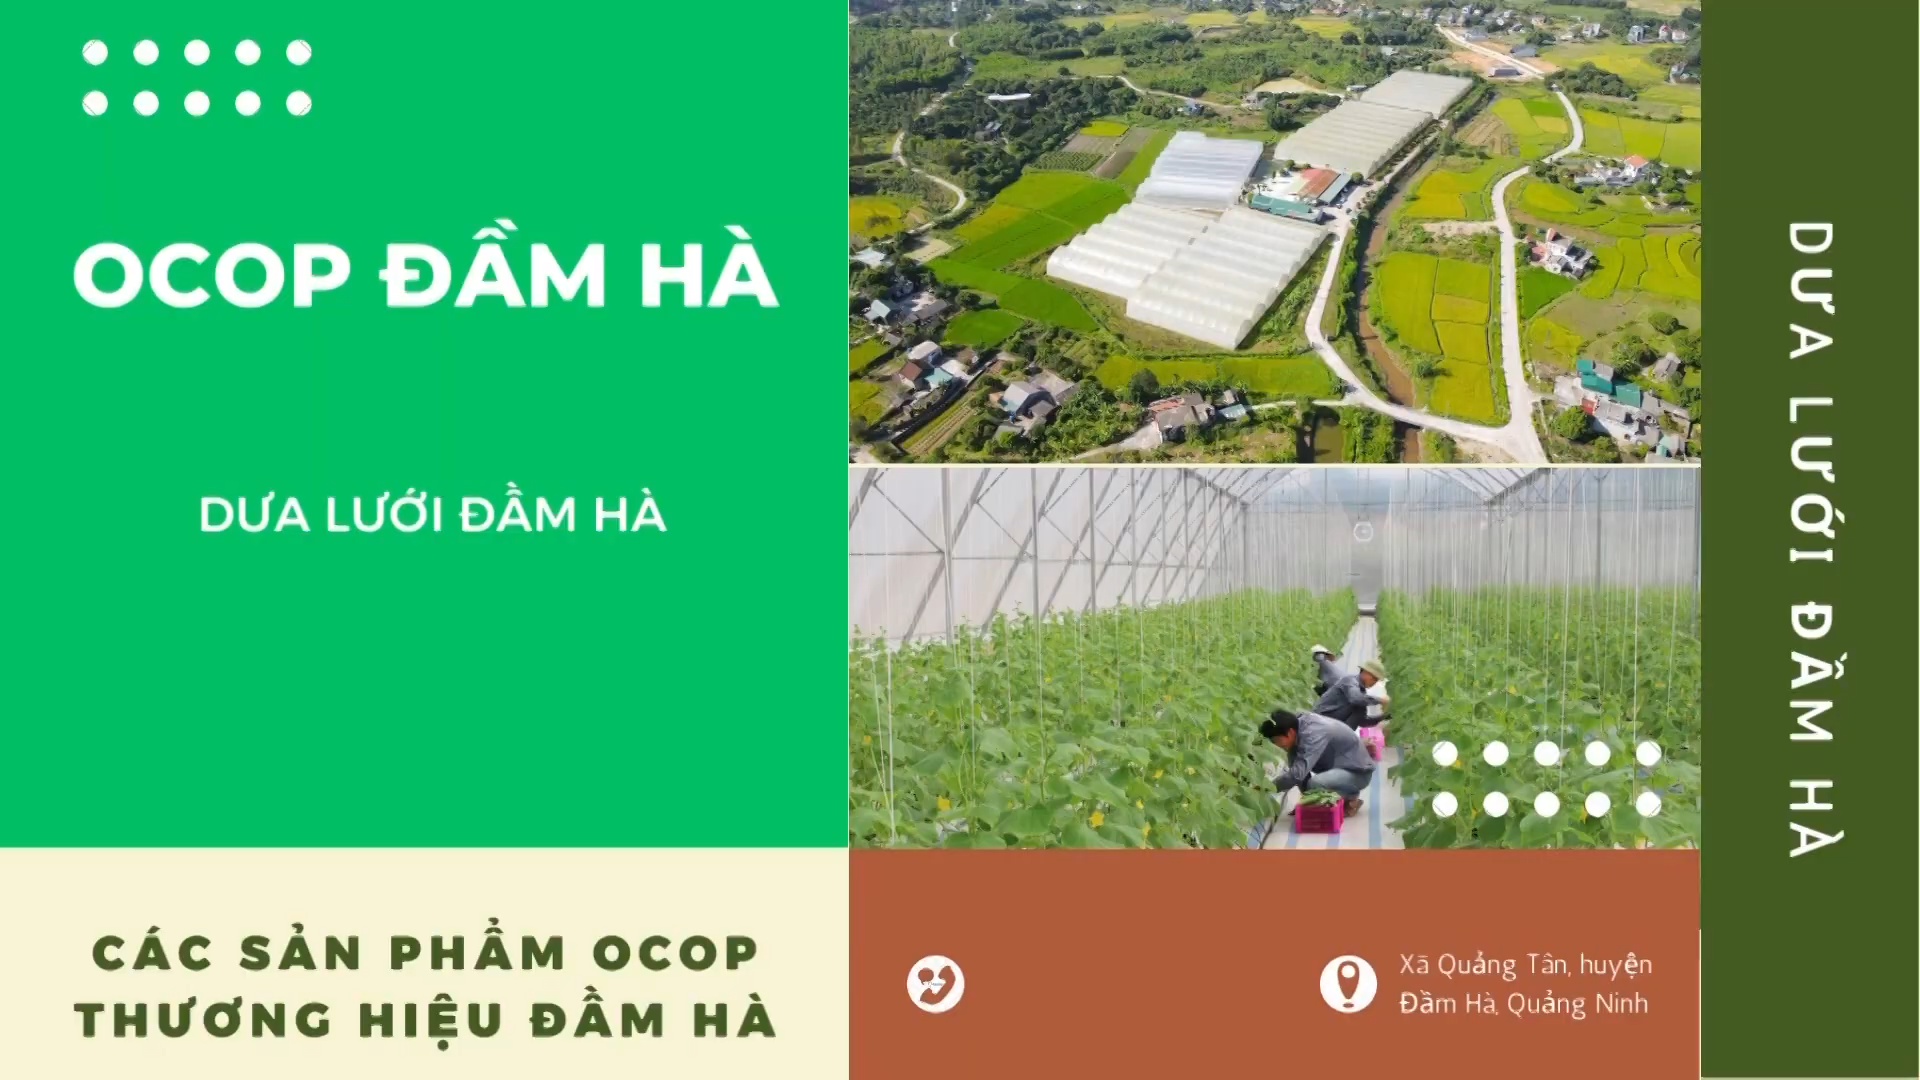 OCOP ĐẦM HÀ
DƯA LƯỚI ĐẦM HÀ
CÁC SẢN PHẨM OCOP
THƯƠNG HIỆU ĐẦM HÀ
Xã Quảng Tân, huyện
Đầm Hà, Quảng Ninh
DƯA LƯỚI ĐẦM HÀ